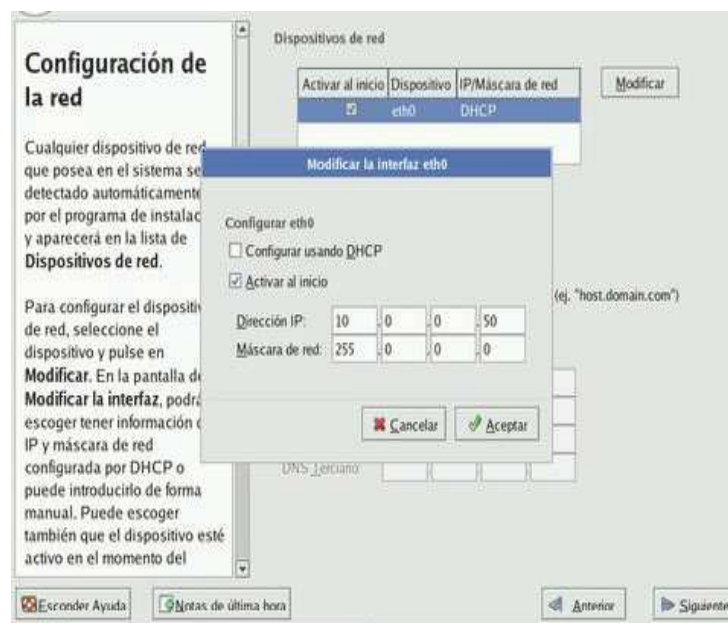 Configuración de
la red
Cualquier dispositivo de red
que posea en el sistema se
detectado automáticamente
por el programa de instalac
y aparecerá en la lista de
Dispositivos de red.
Para configurar el dispositiv
de red, seleccione el
dispositivo y pulse en
Modificar. En la pantalla de
Modificar la interfaz, podrá
escoger tener información
IP y máscara de red
configurada por DHCP o
puede introducirlo de forma
manual. Puede escoger
también que el dispositivo esté
activo en el momento del
Dispositivos de red
Activar al inicio Dispositivo IP/Máscara de red
eth0 DHCP
Modificar
Modificar la interfaz eth0
Configurar eth0
Configurar usando DHCP
Activar al inicio
Dirección IP: 10 . 0 . 0 . 50
Máscara de red: 255 . 0 . 0 . 0
Cancelar Aceptar
(ej. "host.domain.com")
DNS Terciario
Esconder Ayuda Notas de última hora Anterior Siguiente